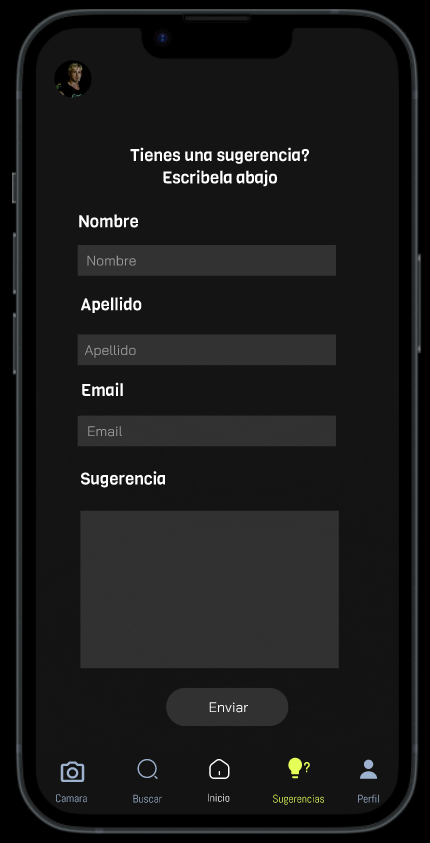 Tienes una sugerencia?
Escribela abajo
Nombre
Nombre
Apellido
Apellido
Email
Email
Sugerencia
Enviar
?
Camara Buscar Inicio Sugerencias Perfil